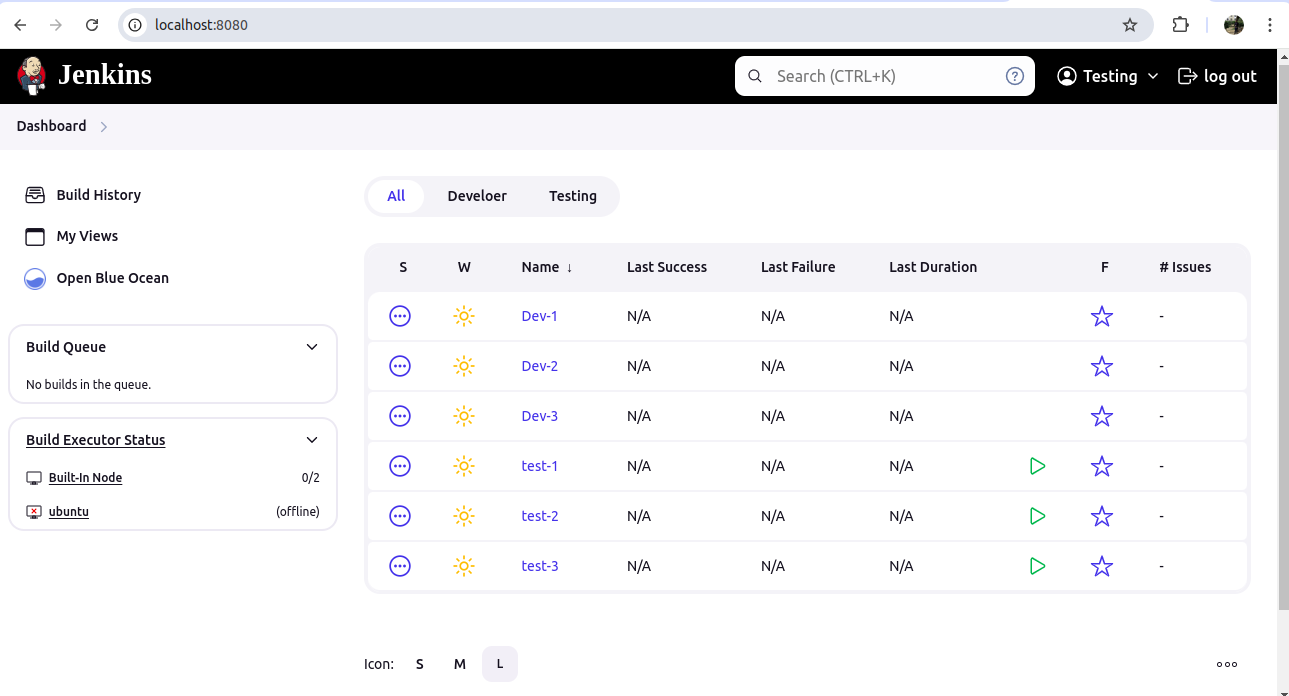 localhost:8080
Jenkins
Search (CTRL+K)
Testing
log out
Dashboard
Build History
My Views
Open Blue Ocean
Build Queue
No builds in the queue.
Build Executor Status
Built-In Node 0/2
ubuntu (offline)
All Develoer Testing
S W Name ↓ Last Success Last Failure Last Duration F # Issues
Dev-1 N/A N/A N/A -
Dev-2 N/A N/A N/A -
Dev-3 N/A N/A N/A -
test-1 N/A N/A N/A -
test-2 N/A N/A N/A -
test-3 N/A N/A N/A -
Icon: S M L